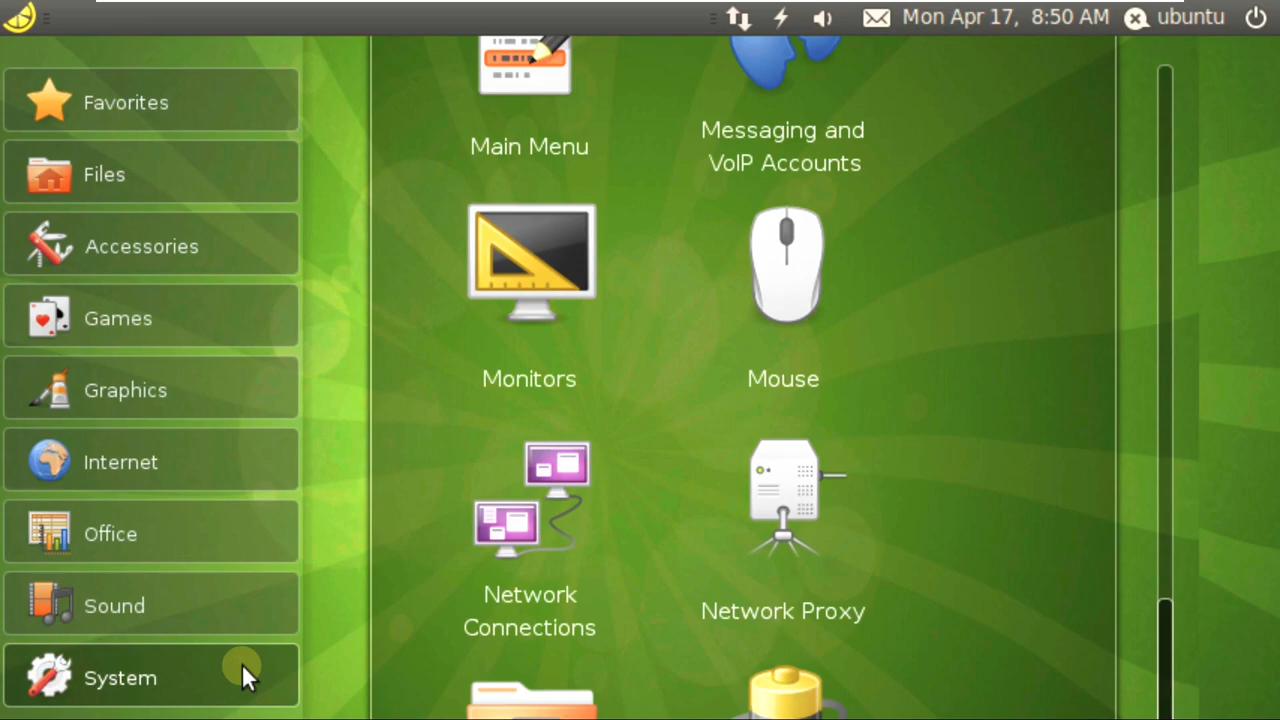 Mon Apr 17, 8:50 AM ubuntu
Favorites
Files
Accessories
Games
Graphics
Internet
Office
Sound
System
Main Menu
Messaging and
VoIP Accounts
Monitors
Mouse
Network
Connections
Network Proxy